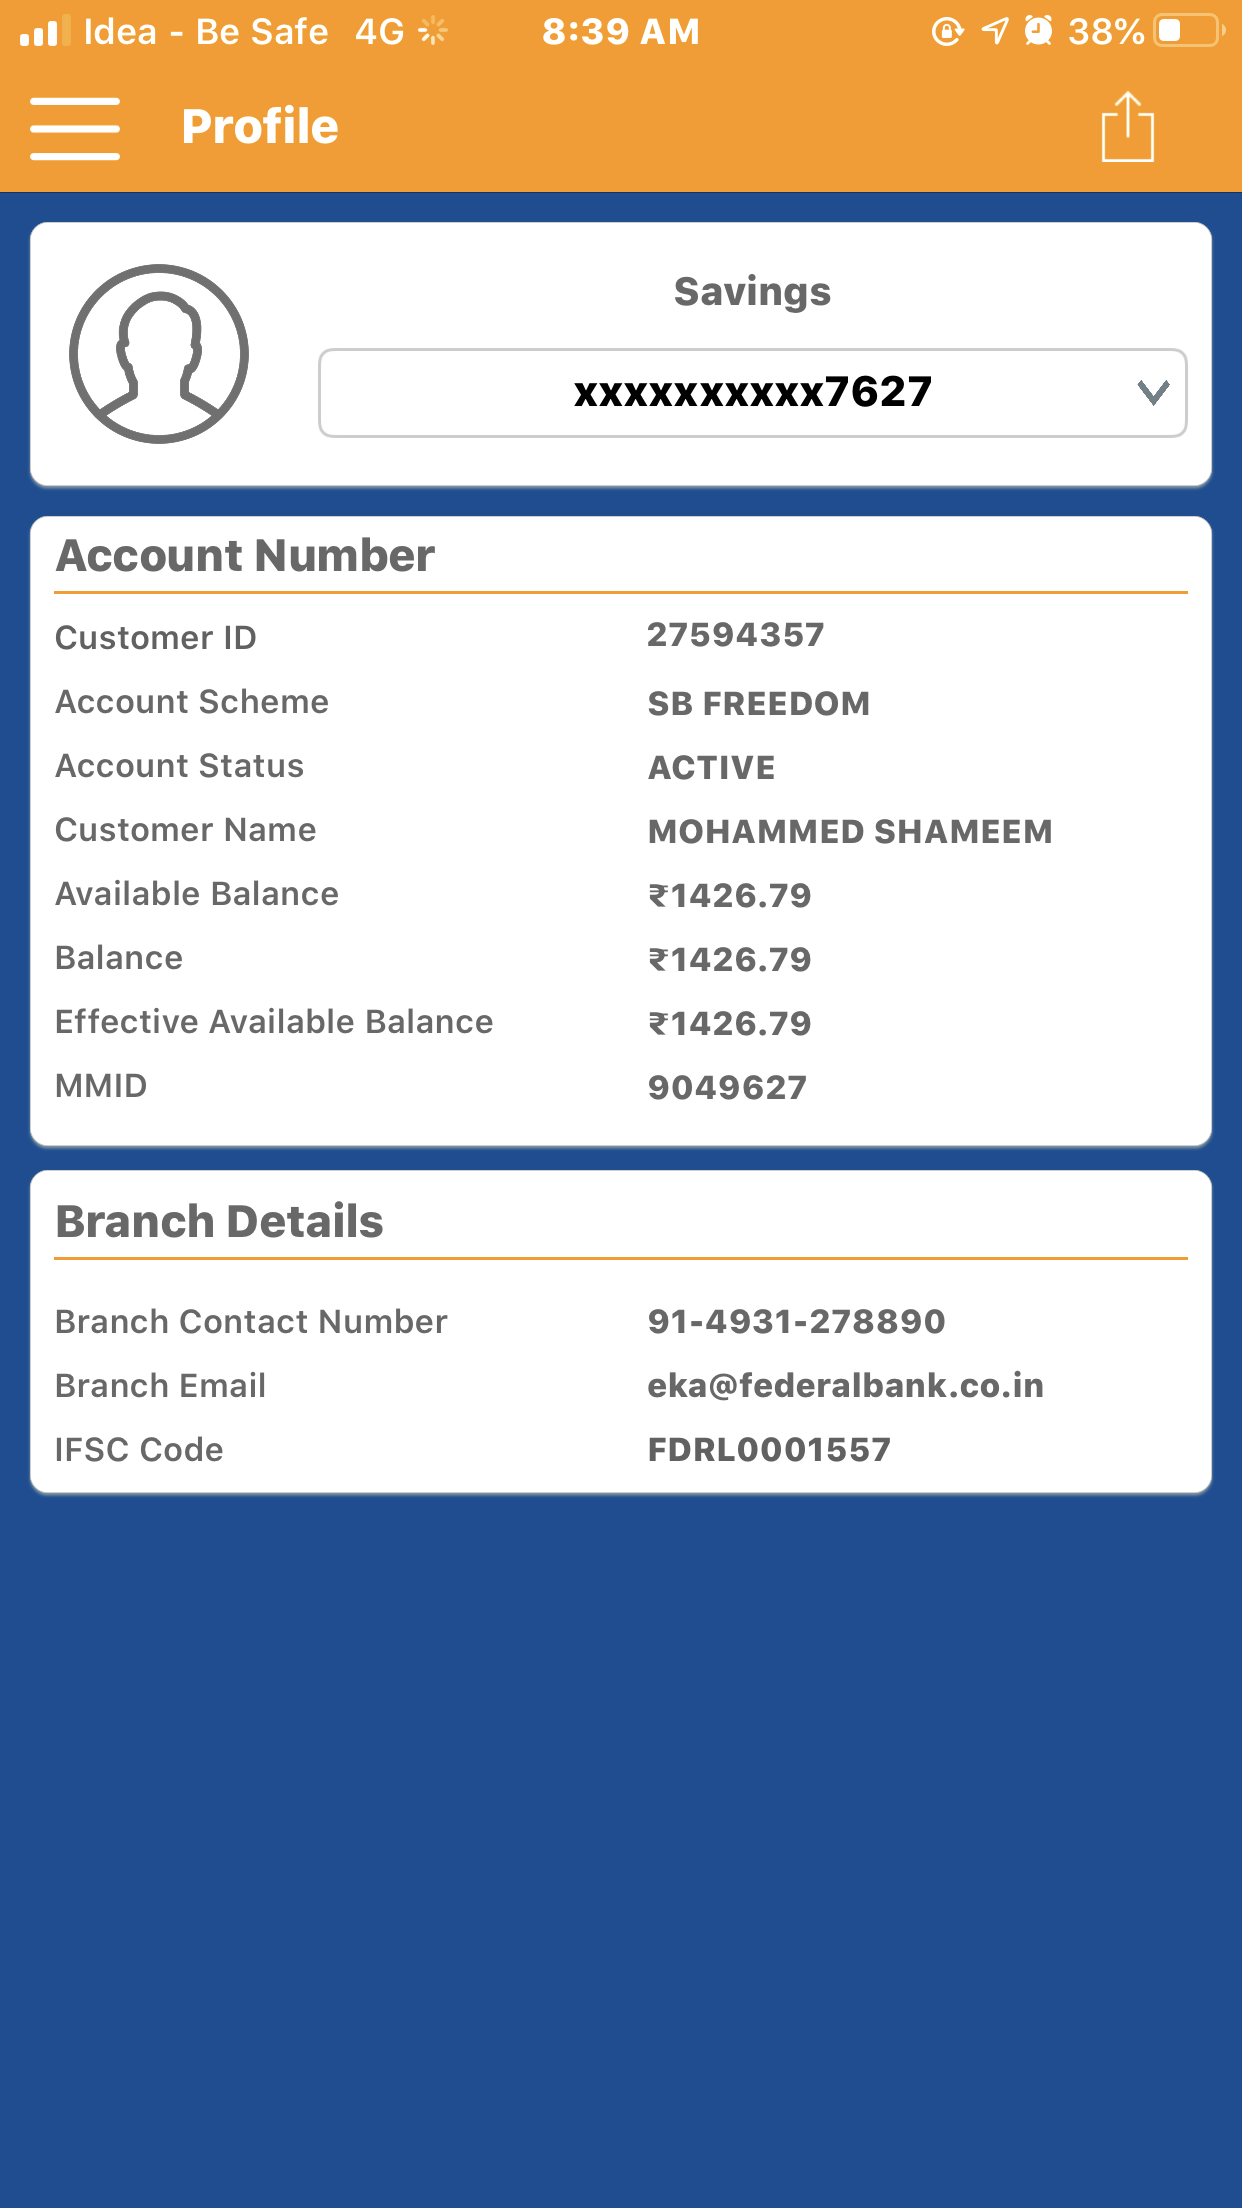 Idea - Be Safe 4G 8:39 AM 38%
Profile
Savings
xxxxxxxxxx7627
Account Number
Customer ID 27594357
Account Scheme SB FREEDOM
Account Status ACTIVE
Customer Name MOHAMMED SHAMEEM
Available Balance ₹1426.79
Balance ₹1426.79
Effective Available Balance ₹1426.79
MMID 9049627
Branch Details
Branch Contact Number 91-4931-278890
Branch Email eka@federalbank.co.in
IFSC Code FDRL0001557